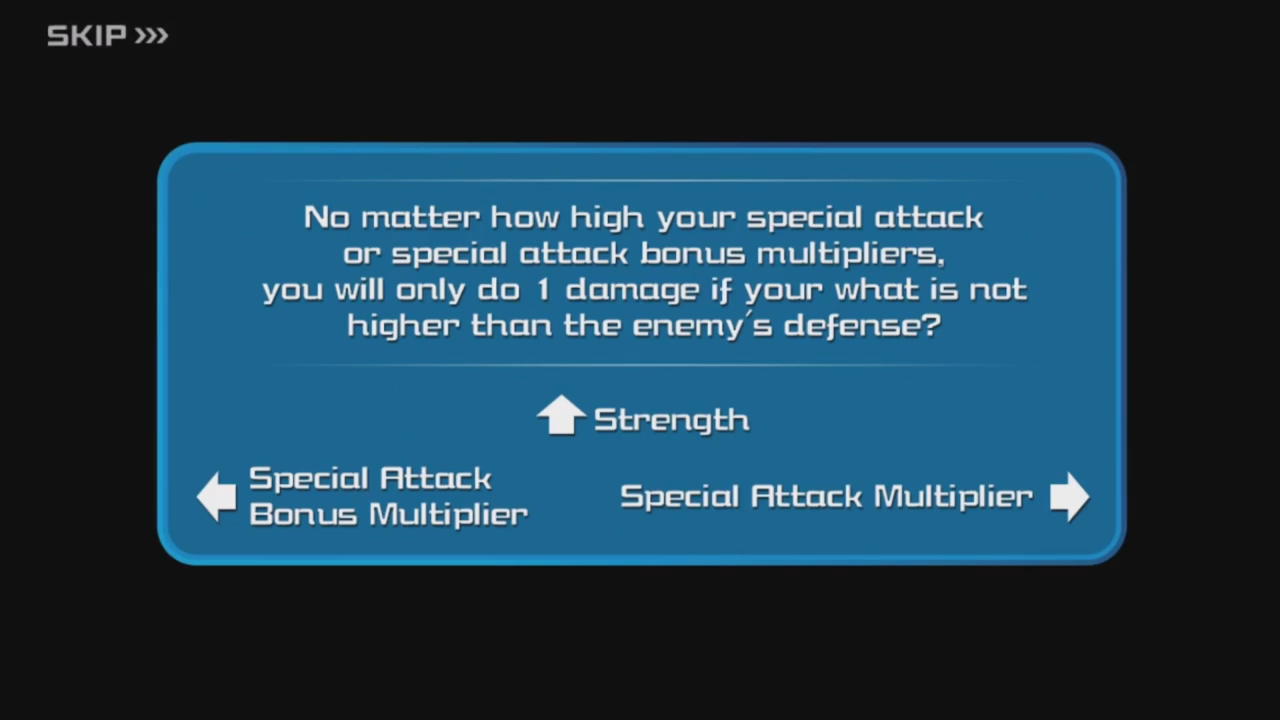 SKIP >>>
No matter how high your special attack
or special attack bonus multipliers,
you will only do 1 damage if your what is not
higher than the enemy's defense?
Strength
Special Attack
Bonus Multiplier
Special Attack Multiplier